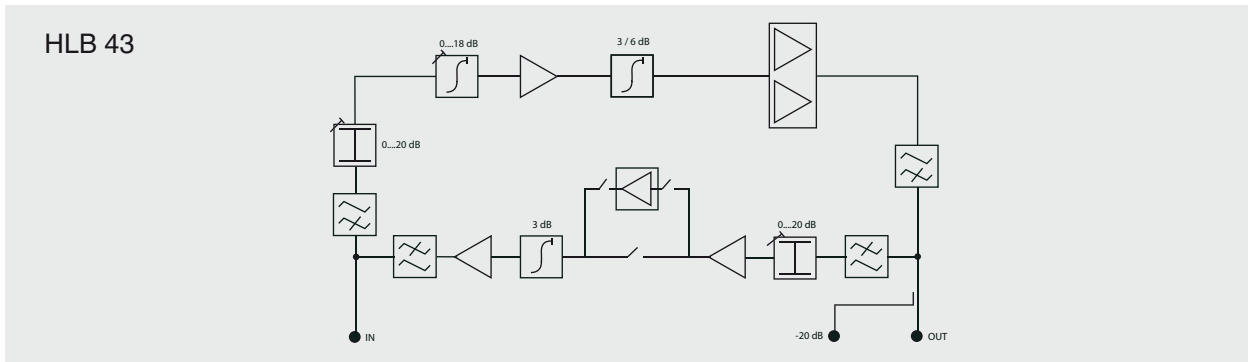 HLB 43
0....18 dB
3 / 6 dB
0....20 dB
3 dB
0....20 dB
IN
-20 dB
OUT